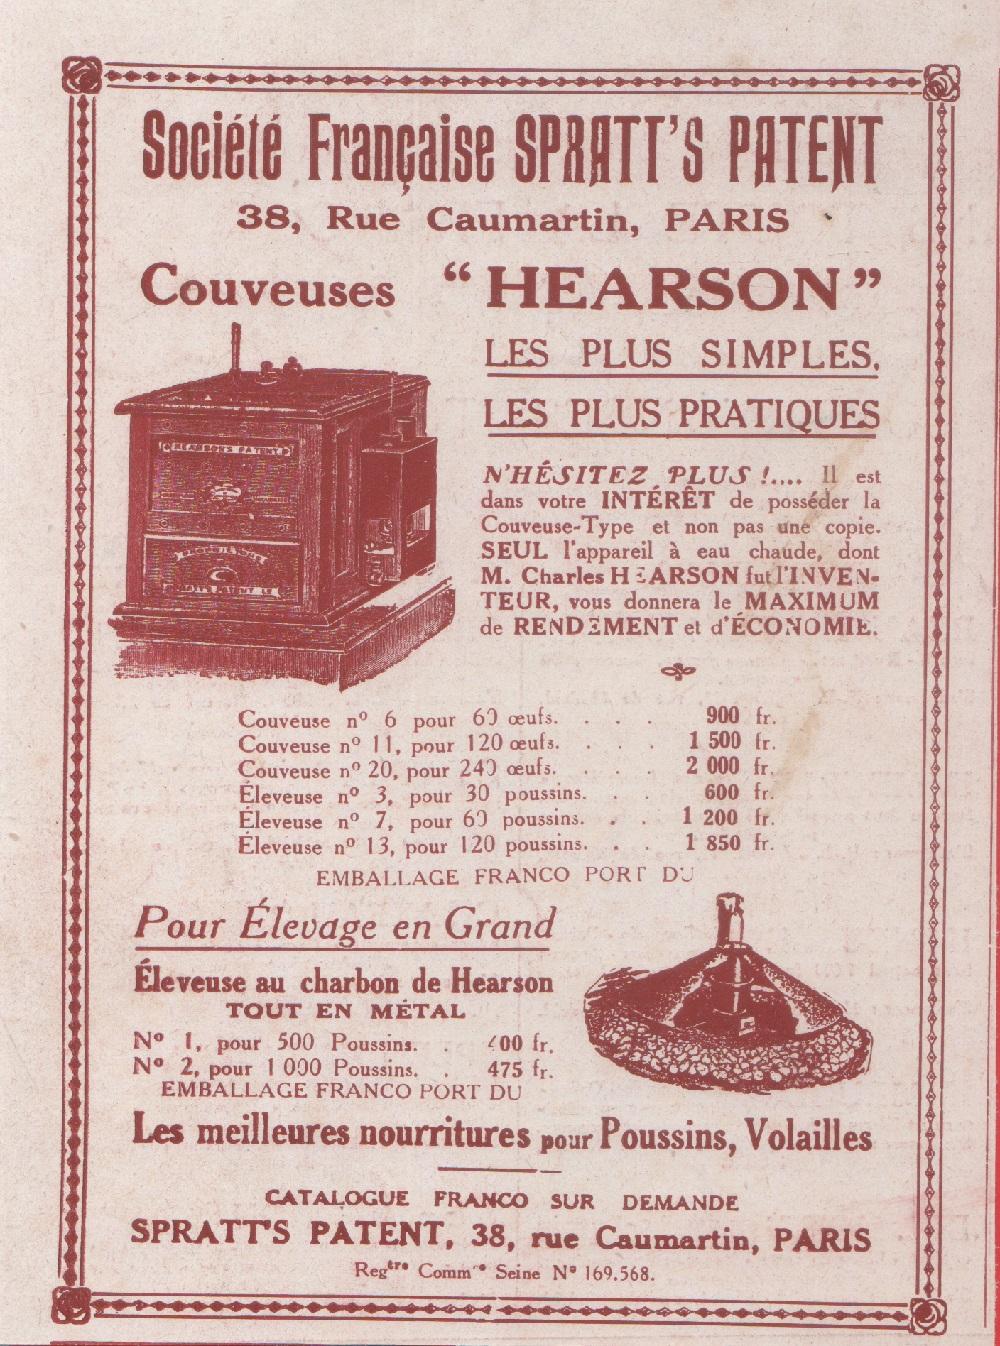 Société Française SPRATT'S PATENT
38, Rue Caumartin, PARIS
Couveuses "HEARSON"
LES PLUS SIMPLES,
LES PLUS PRATIQUES
HEARSON'S PATENT
N'HÉSITEZ PLUS !.... Il est
dans votre INTÉRÊT de posséder la
Couveuse-Type et non pas une copie.
SEUL l'appareil à eau chaude, dont
M. Charles HEARSON fut l'INVEN-
TEUR, vous donnera le MAXIMUM
de RENDEMENT et d'ÉCONOMIE.
Couveuse nº 6 pour 60 œufs. . . . 900 fr.
Couveuse nº 11, pour 120 œufs. . . . 1 500 fr.
Couveuse nº 20, pour 240 œufs. . . . 2 000 fr.
Éleveuse nº 3, pour 30 poussins. . . 600 fr.
Éleveuse nº 7, pour 60 poussins. . . 1 200 fr.
Éleveuse nº 13, pour 120 poussins. . . 1 850 fr.
EMBALLAGE FRANCO PORT DU
Pour Élevage en Grand
Éleveuse au charbon de Hearson
TOUT EN MÉTAL
Nº 1, pour 500 Poussins. . 400 fr.
Nº 2, pour 1 000 Poussins. . 475 fr.
EMBALLAGE FRANCO PORT DU
Les meilleures nourritures pour Poussins, Volailles
CATALOGUE FRANCO SUR DEMANDE
SPRATT'S PATENT, 38, rue Caumartin, PARIS
Regtre Commce Seine Nº 169.568.